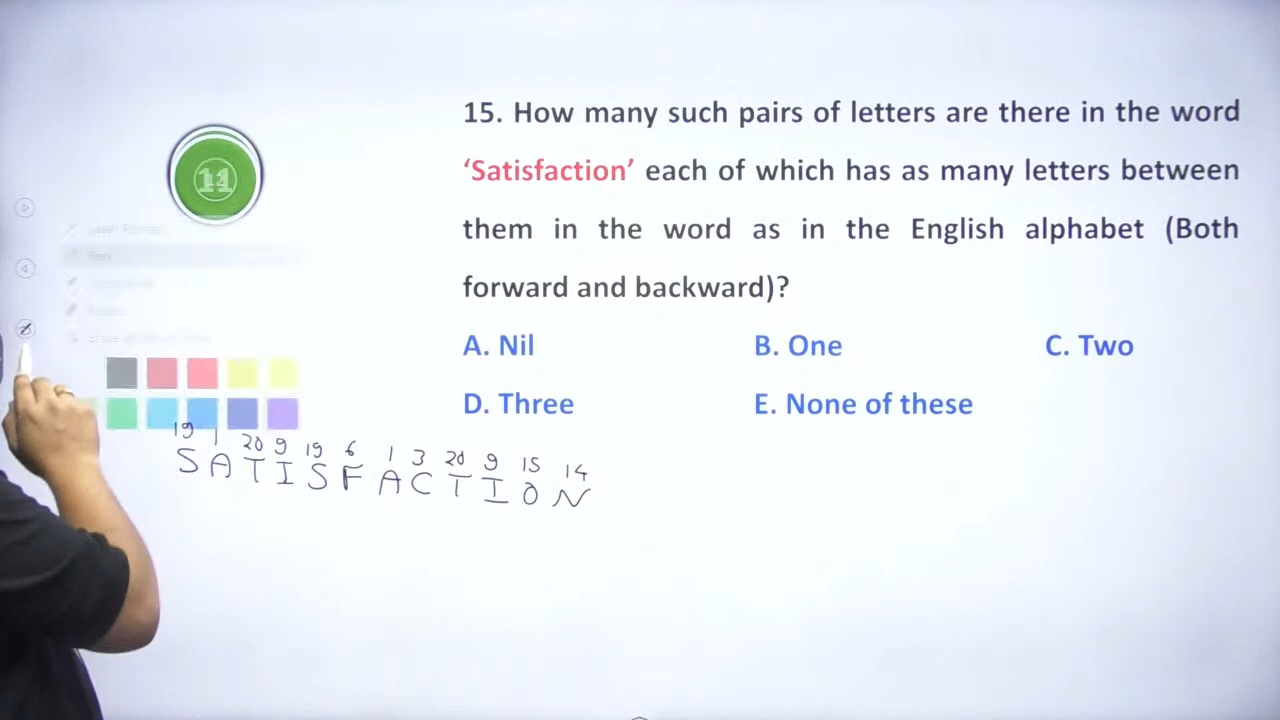 15. How many such pairs of letters are there in the word
‘Satisfaction’ each of which has as many letters between
them in the word as in the English alphabet (Both
forward and backward)?
A. Nil B. One C. Two
D. Three E. None of these
19 1 20 9 19 6 1 3 20 9 15 14
S A T I S F A C T I O N